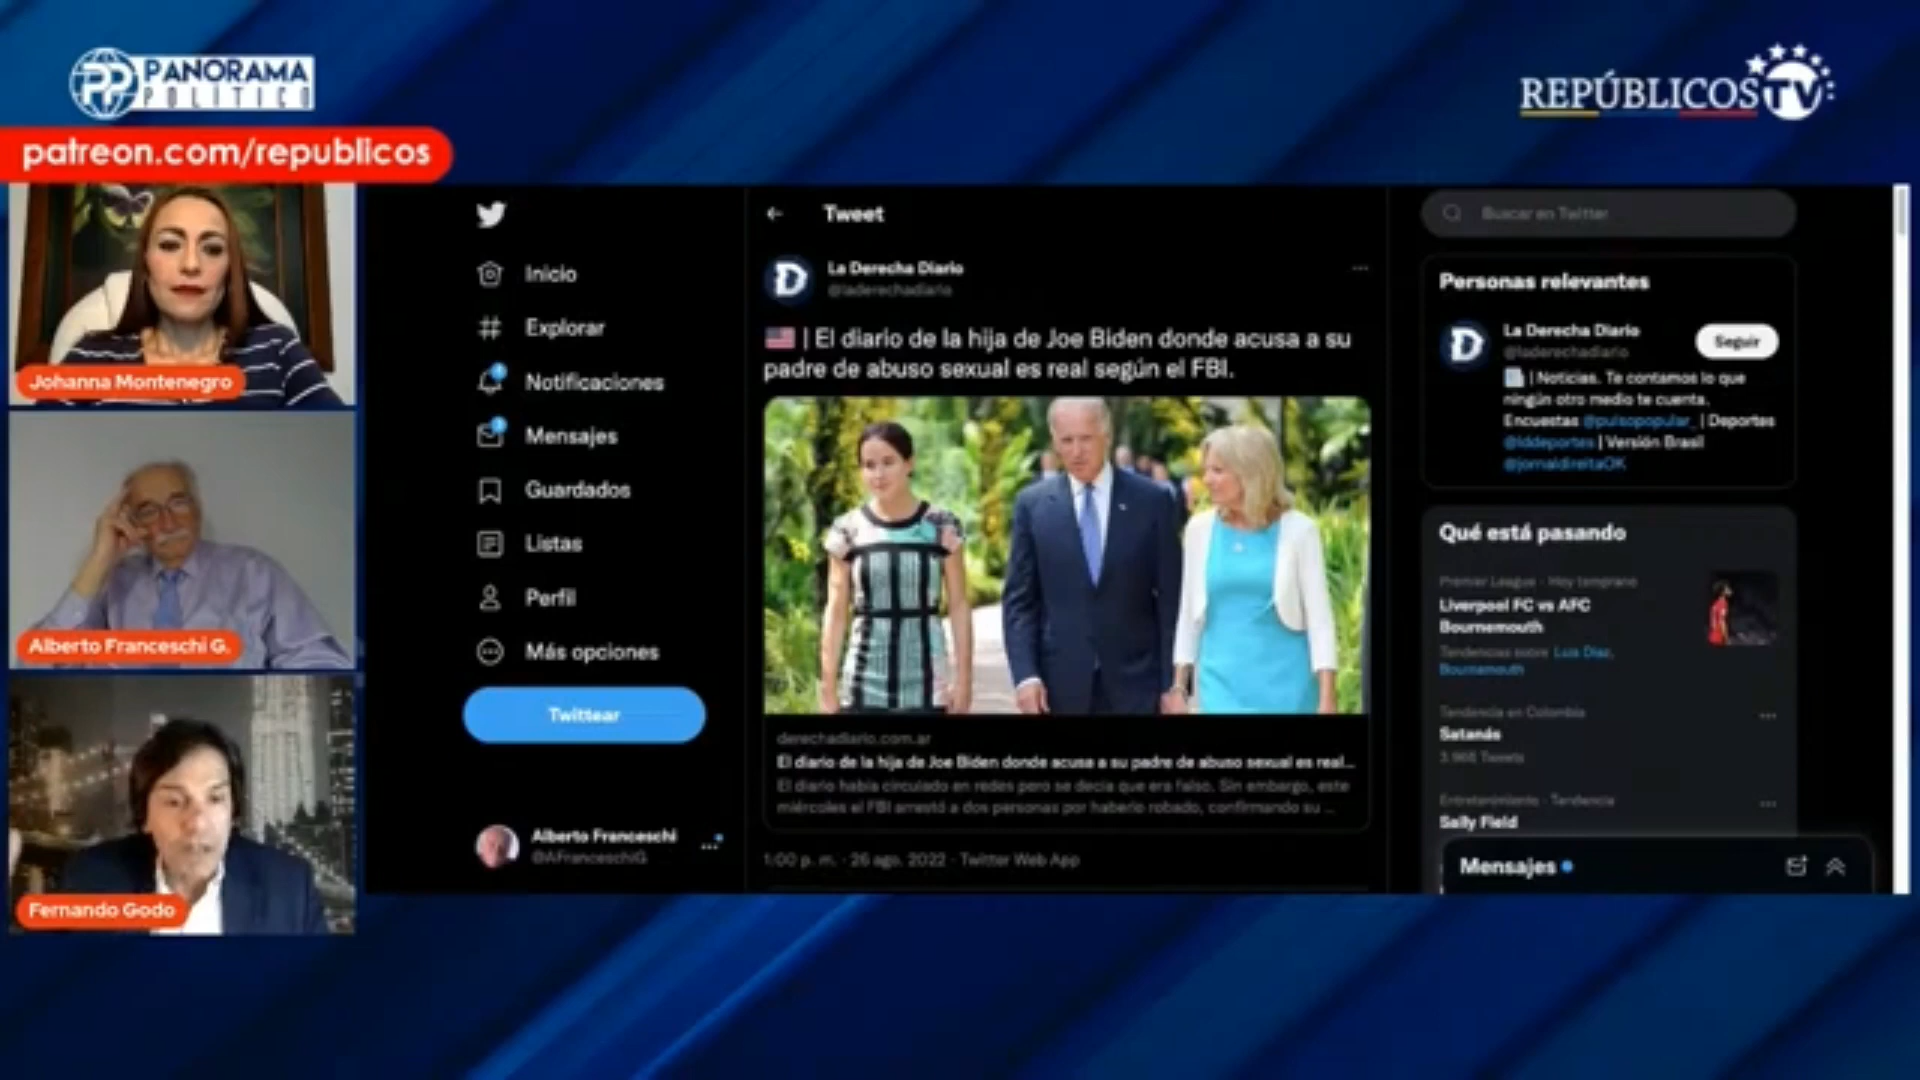 PANORAMA
POLÍTICO
REPÚBLICOS TV
patreon.com/republicos
Johanna Montenegro
Alberto Franceschi G.
Fernando Godo
Inicio
Explorar
Notificaciones
Mensajes
Guardados
Listas
Perfil
Más opciones
Twittear
Alberto Franceschi
@AFranceschiG
Tweet
La Derecha Diario
@laderechadiario
| El diario de la hija de Joe Biden donde acusa a su
padre de abuso sexual es real según el FBI.
derechadiario.com.ar
El diario de la hija de Joe Biden donde acusa a su padre de abuso sexual es real...
El diario había circulado en redes pero se decía que era falso. Sin embargo, este
miércoles el FBI arrestó a dos personas por haberlo robado, confirmando su ...
1:00 p. m. · 26 ago. 2022 · Twitter Web App
Buscar en Twitter
Personas relevantes
La Derecha Diario
@laderechadiario
Seguir
| Noticias. Te contamos lo que
ningún otro medio te cuenta.
Encuestas @pulsopopular_ | Deportes
@lddeportes | Versión Brasil
@jornaldireitaOK
Qué está pasando
Premier League · Hoy temprano
Liverpool FC vs AFC
Bournemouth
Tendencias sobre Luis Díaz,
Bournemouth
Tendencia en Colombia
Satanás
Tweets
Entretenimiento · Tendencia
Sally Field
Mensajes